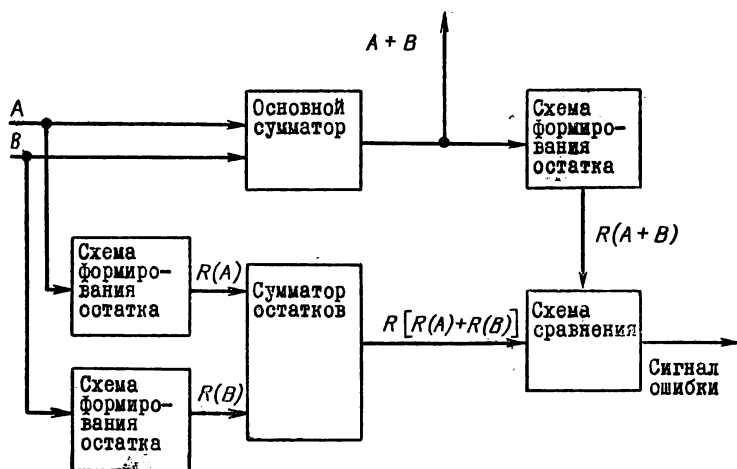 A + B
A
B
Основной
сумматор
Схема
формиро-
вания
остатка
R(A + B)
Схема
формиро-
вания
остатка
R(A)
Сумматор
остатков
R[R(A)+R(B)]
Схема
сравнения
Сигнал
ошибки
Схема
формиро-
вания
остатка
R(B)